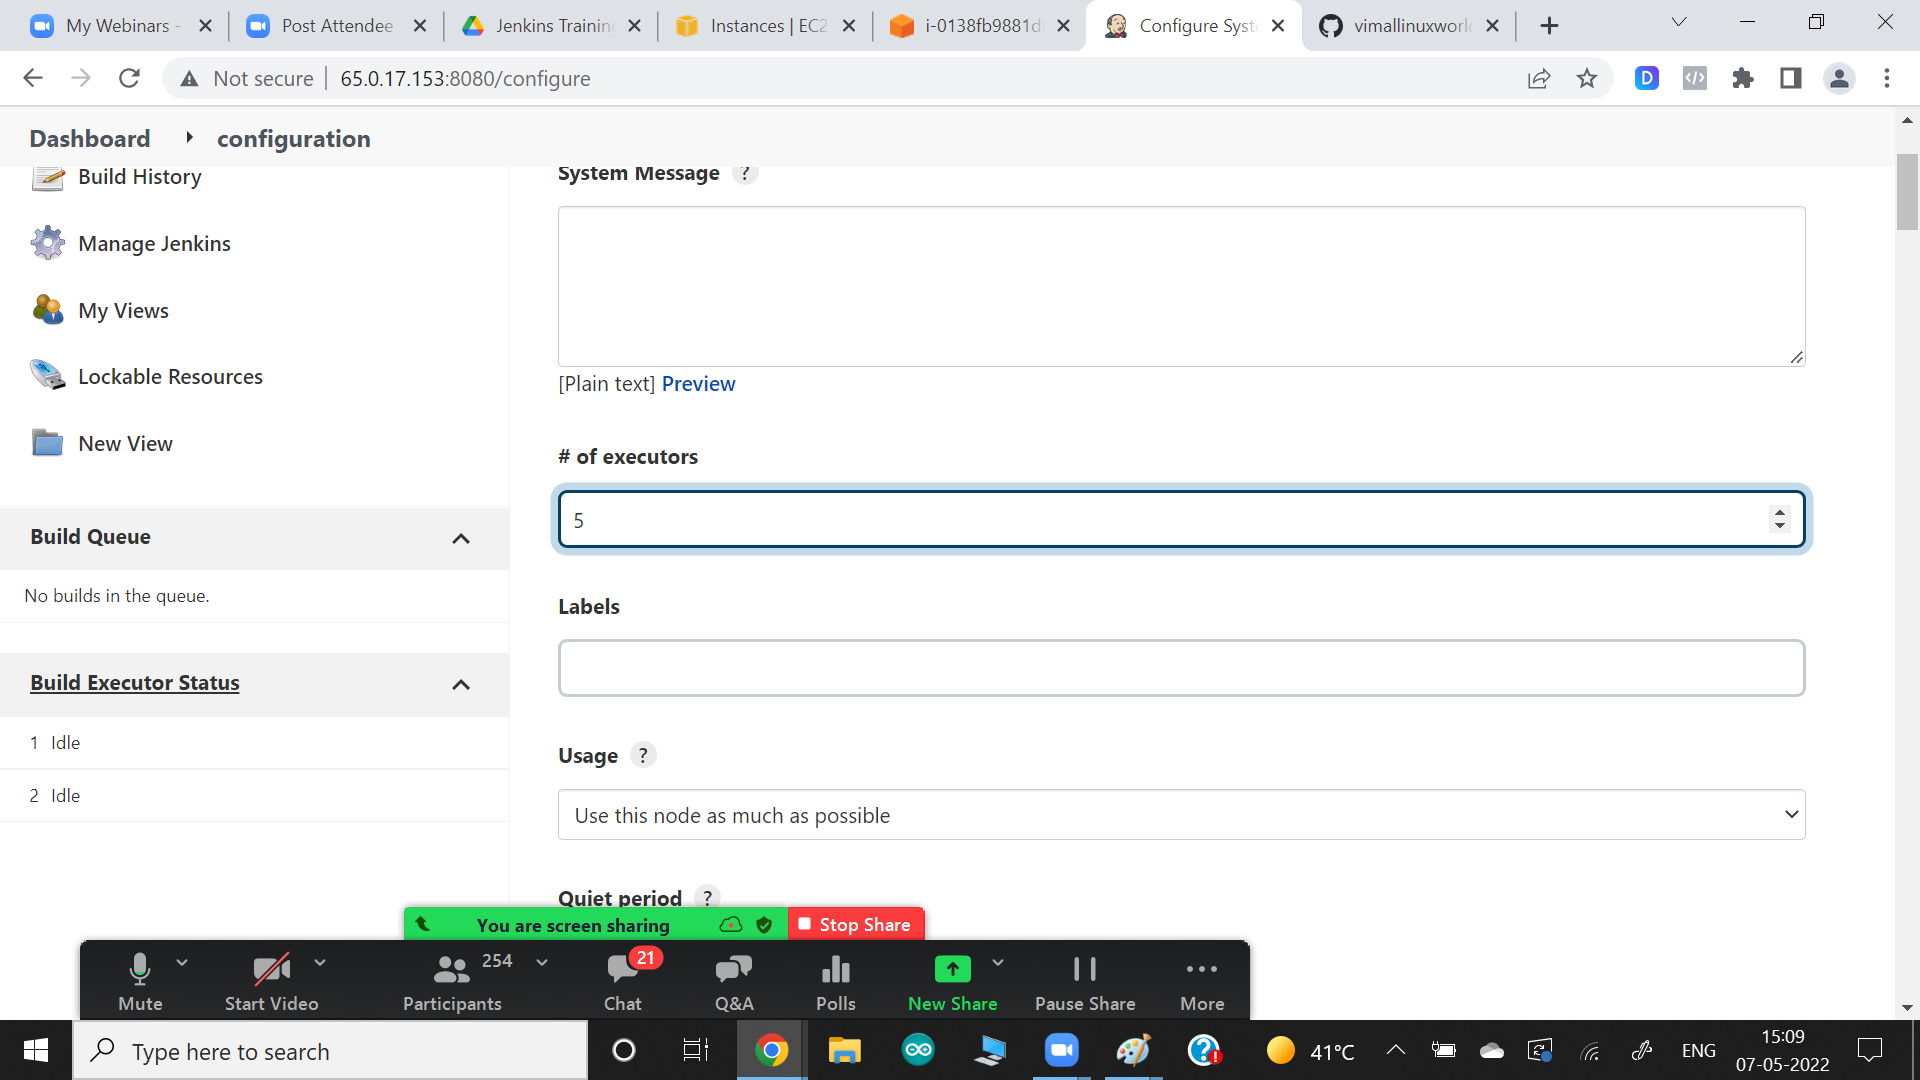 My Webinars -
Post Attendee
Jenkins Training
Instances | EC2
i-0138fb9881d
Configure Syste
vimallinuxworld
Not secure
65.0.17.153:8080/configure
D
Dashboard
configuration
Build History
Manage Jenkins
My Views
Lockable Resources
New View
Build Queue
No builds in the queue.
Build Executor Status
1 Idle
2 Idle
System Message ?
[Plain text] Preview
# of executors
5
Labels
Usage ?
Use this node as much as possible
Quiet period ?
You are screen sharing
Stop Share
Mute
Start Video
254
Participants
21
Chat
Q&A
Polls
New Share
Pause Share
More
Type here to search
41°C
ENG
15:09
07-05-2022